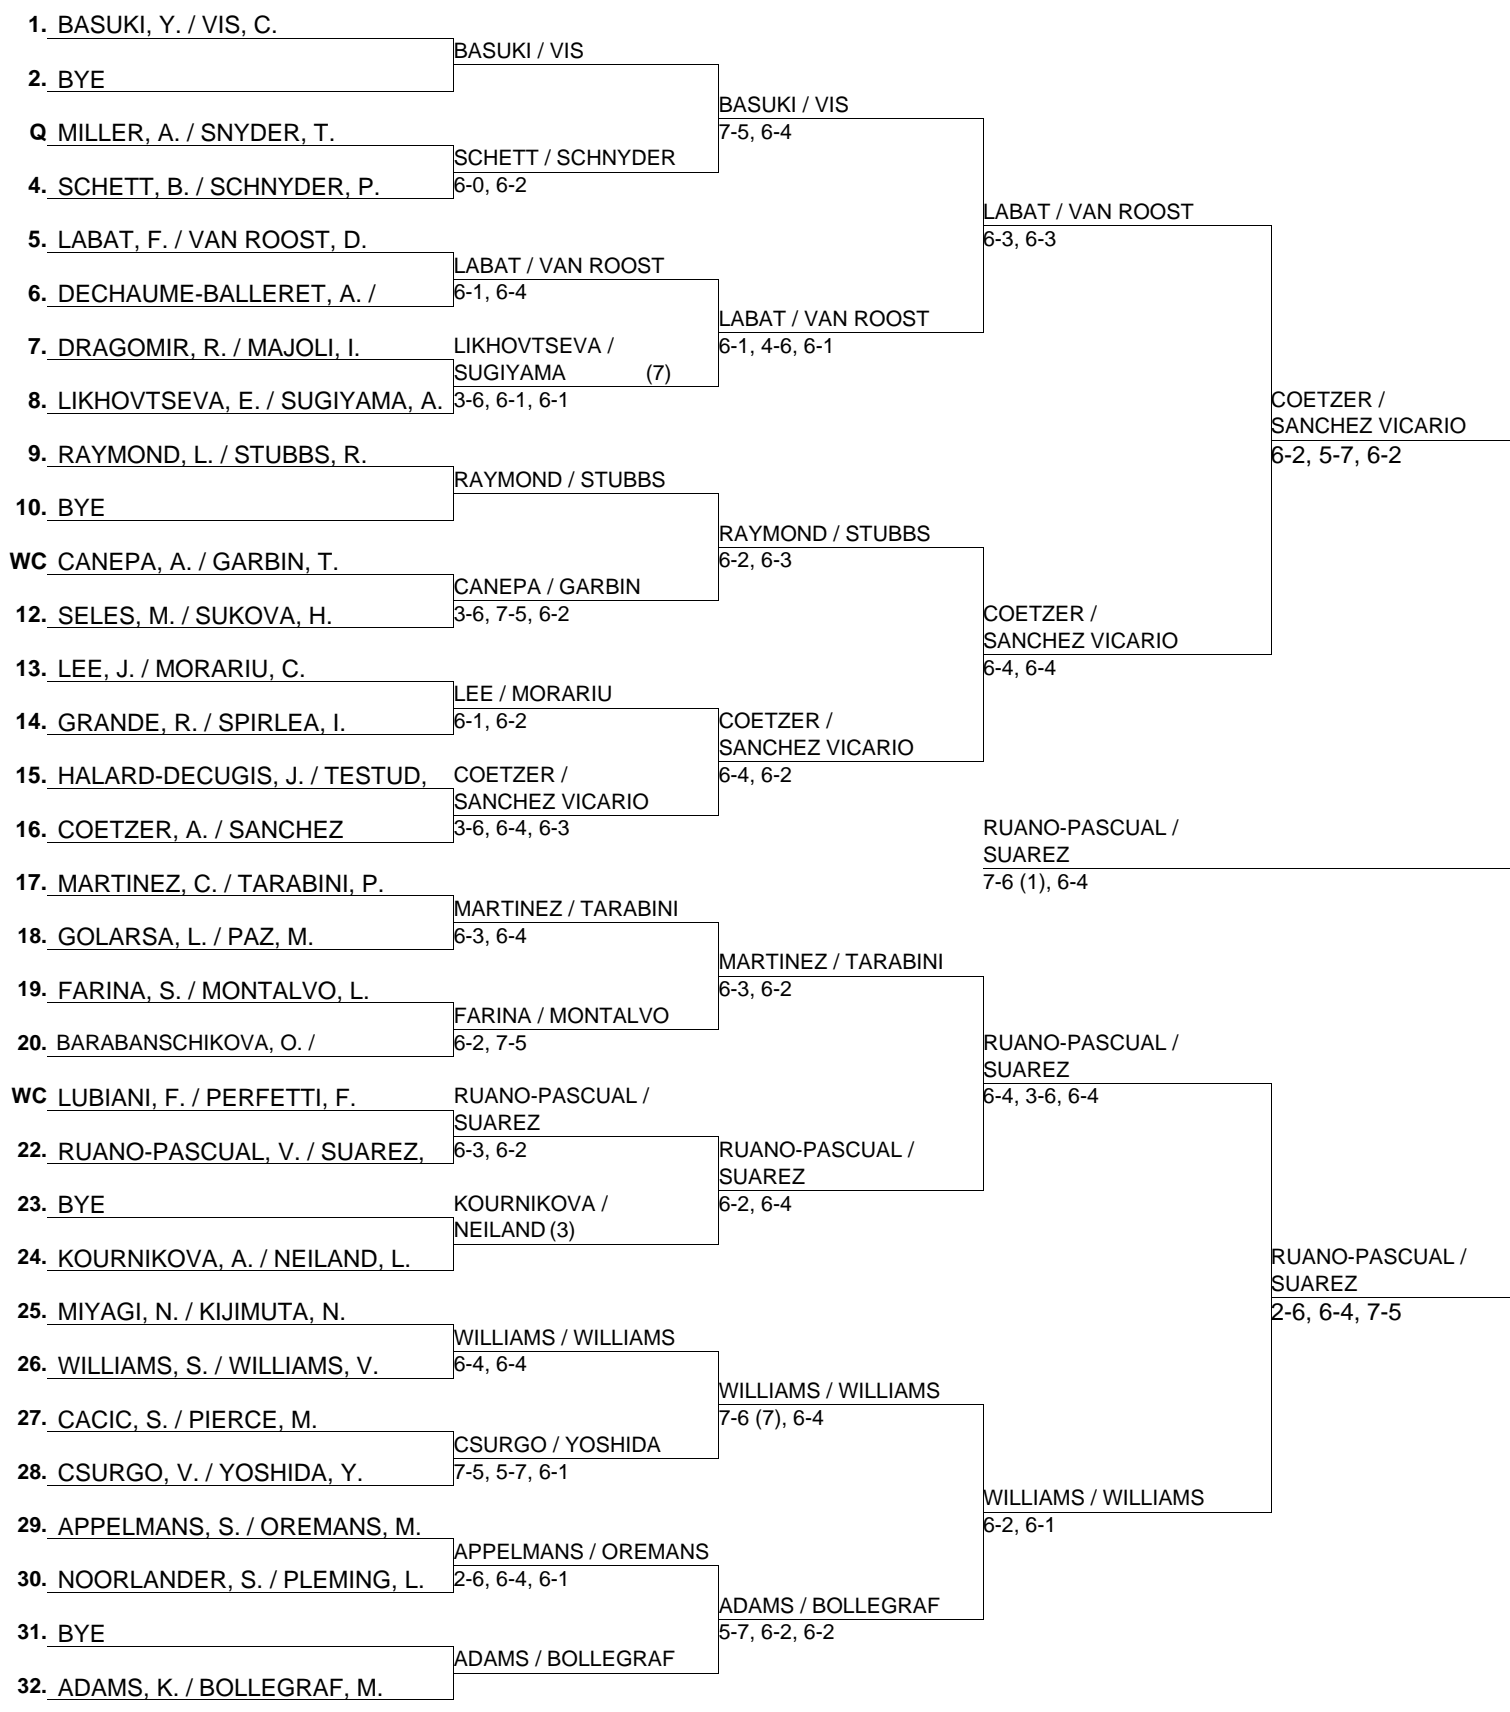 1. BASUKI, Y. / VIS, C.
2. BYE
Q MILLER, A. / SNYDER, T.
4. SCHETT, B. / SCHNYDER, P.
5. LABAT, F. / VAN ROOST, D.
6. DECHAUME-BALLERET, A. /
7. DRAGOMIR, R. / MAJOLI, I.
8. LIKHOVTSEVA, E. / SUGIYAMA, A.
9. RAYMOND, L. / STUBBS, R.
10. BYE
WC CANEPA, A. / GARBIN, T.
12. SELES, M. / SUKOVA, H.
13. LEE, J. / MORARIU, C.
14. GRANDE, R. / SPIRLEA, I.
15. HALARD-DECUGIS, J. / TESTUD,
16. COETZER, A. / SANCHEZ
17. MARTINEZ, C. / TARABINI, P.
18. GOLARSA, L. / PAZ, M.
19. FARINA, S. / MONTALVO, L.
20. BARABANSCHIKOVA, O. /
WC LUBIANI, F. / PERFETTI, F.
22. RUANO-PASCUAL, V. / SUAREZ,
23. BYE
24. KOURNIKOVA, A. / NEILAND, L.
25. MIYAGI, N. / KIJIMUTA, N.
26. WILLIAMS, S. / WILLIAMS, V.
27. CACIC, S. / PIERCE, M.
28. CSURGO, V. / YOSHIDA, Y.
29. APPELMANS, S. / OREMANS, M.
30. NOORLANDER, S. / PLEMING, L.
31. BYE
32. ADAMS, K. / BOLLEGRAF, M.
BASUKI / VIS
SCHETT / SCHNYDER
6-0, 6-2
LABAT / VAN ROOST
6-1, 6-4
LIKHOVTSEVA /
SUGIYAMA (7)
3-6, 6-1, 6-1
RAYMOND / STUBBS
CANEPA / GARBIN
3-6, 7-5, 6-2
LEE / MORARIU
6-1, 6-2
COETZER /
SANCHEZ VICARIO
3-6, 6-4, 6-3
MARTINEZ / TARABINI
6-3, 6-4
FARINA / MONTALVO
6-2, 7-5
RUANO-PASCUAL /
SUAREZ
6-3, 6-2
KOURNIKOVA /
NEILAND (3)
WILLIAMS / WILLIAMS
6-4, 6-4
CSURGO / YOSHIDA
7-5, 5-7, 6-1
APPELMANS / OREMANS
2-6, 6-4, 6-1
ADAMS / BOLLEGRAF
BASUKI / VIS
7-5, 6-4
LABAT / VAN ROOST
6-1, 4-6, 6-1
RAYMOND / STUBBS
6-2, 6-3
COETZER /
SANCHEZ VICARIO
6-4, 6-2
MARTINEZ / TARABINI
6-3, 6-2
RUANO-PASCUAL /
SUAREZ
6-2, 6-4
WILLIAMS / WILLIAMS
7-6 (7), 6-4
ADAMS / BOLLEGRAF
5-7, 6-2, 6-2
LABAT / VAN ROOST
6-3, 6-3
COETZER /
SANCHEZ VICARIO
6-4, 6-4
RUANO-PASCUAL /
SUAREZ
7-6 (1), 6-4
RUANO-PASCUAL /
SUAREZ
6-4, 3-6, 6-4
WILLIAMS / WILLIAMS
6-2, 6-1
COETZER /
SANCHEZ VICARIO
6-2, 5-7, 6-2
RUANO-PASCUAL /
SUAREZ
2-6, 6-4, 7-5